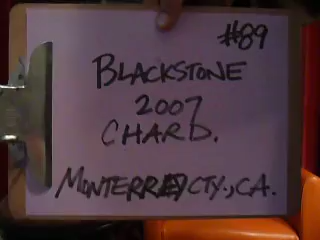 #89
BLACKSTONE
2007
CHARD.
MONTERREY CTY., CA.